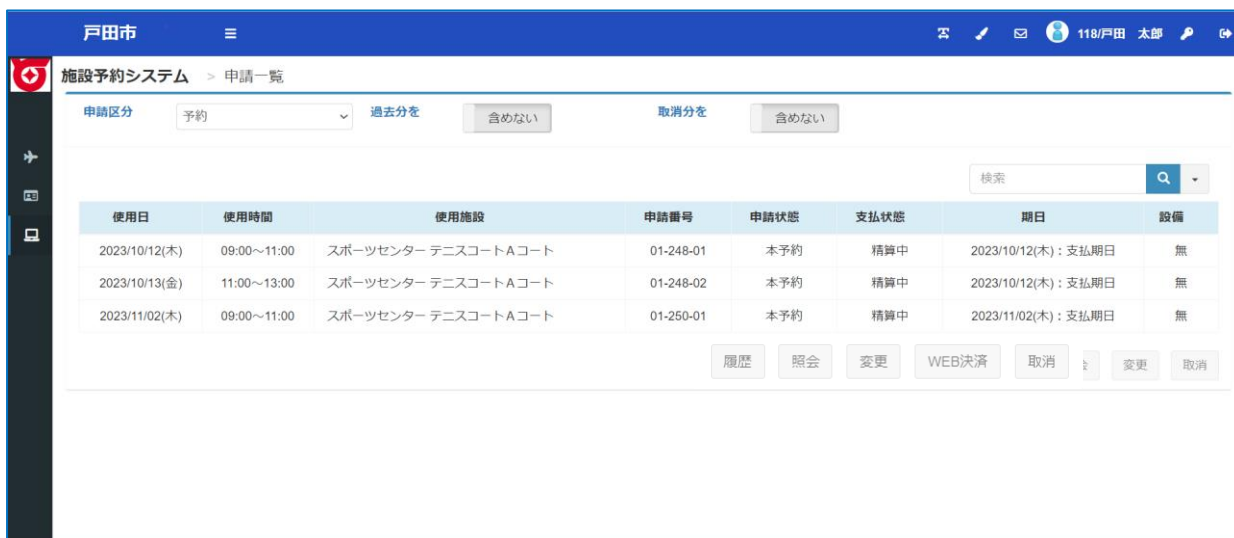 戸田市 118/戸田 太郎
施設予約システム > 申請一覧
申請区分 予約 過去分を 含めない 取消分を 含めない
検索
使用日 使用時間 使用施設 申請番号 申請状態 支払状態 期日 設備
2023/10/12(木) 09:00～11:00 スポーツセンター テニスコートAコート 01-248-01 本予約 精算中 2023/10/12(木)：支払期日 無
2023/10/13(金) 11:00～13:00 スポーツセンター テニスコートAコート 01-248-02 本予約 精算中 2023/10/12(木)：支払期日 無
2023/11/02(木) 09:00～11:00 スポーツセンター テニスコートAコート 01-250-01 本予約 精算中 2023/11/02(木)：支払期日 無
履歴 照会 変更 WEB決済 取消 変更 取消